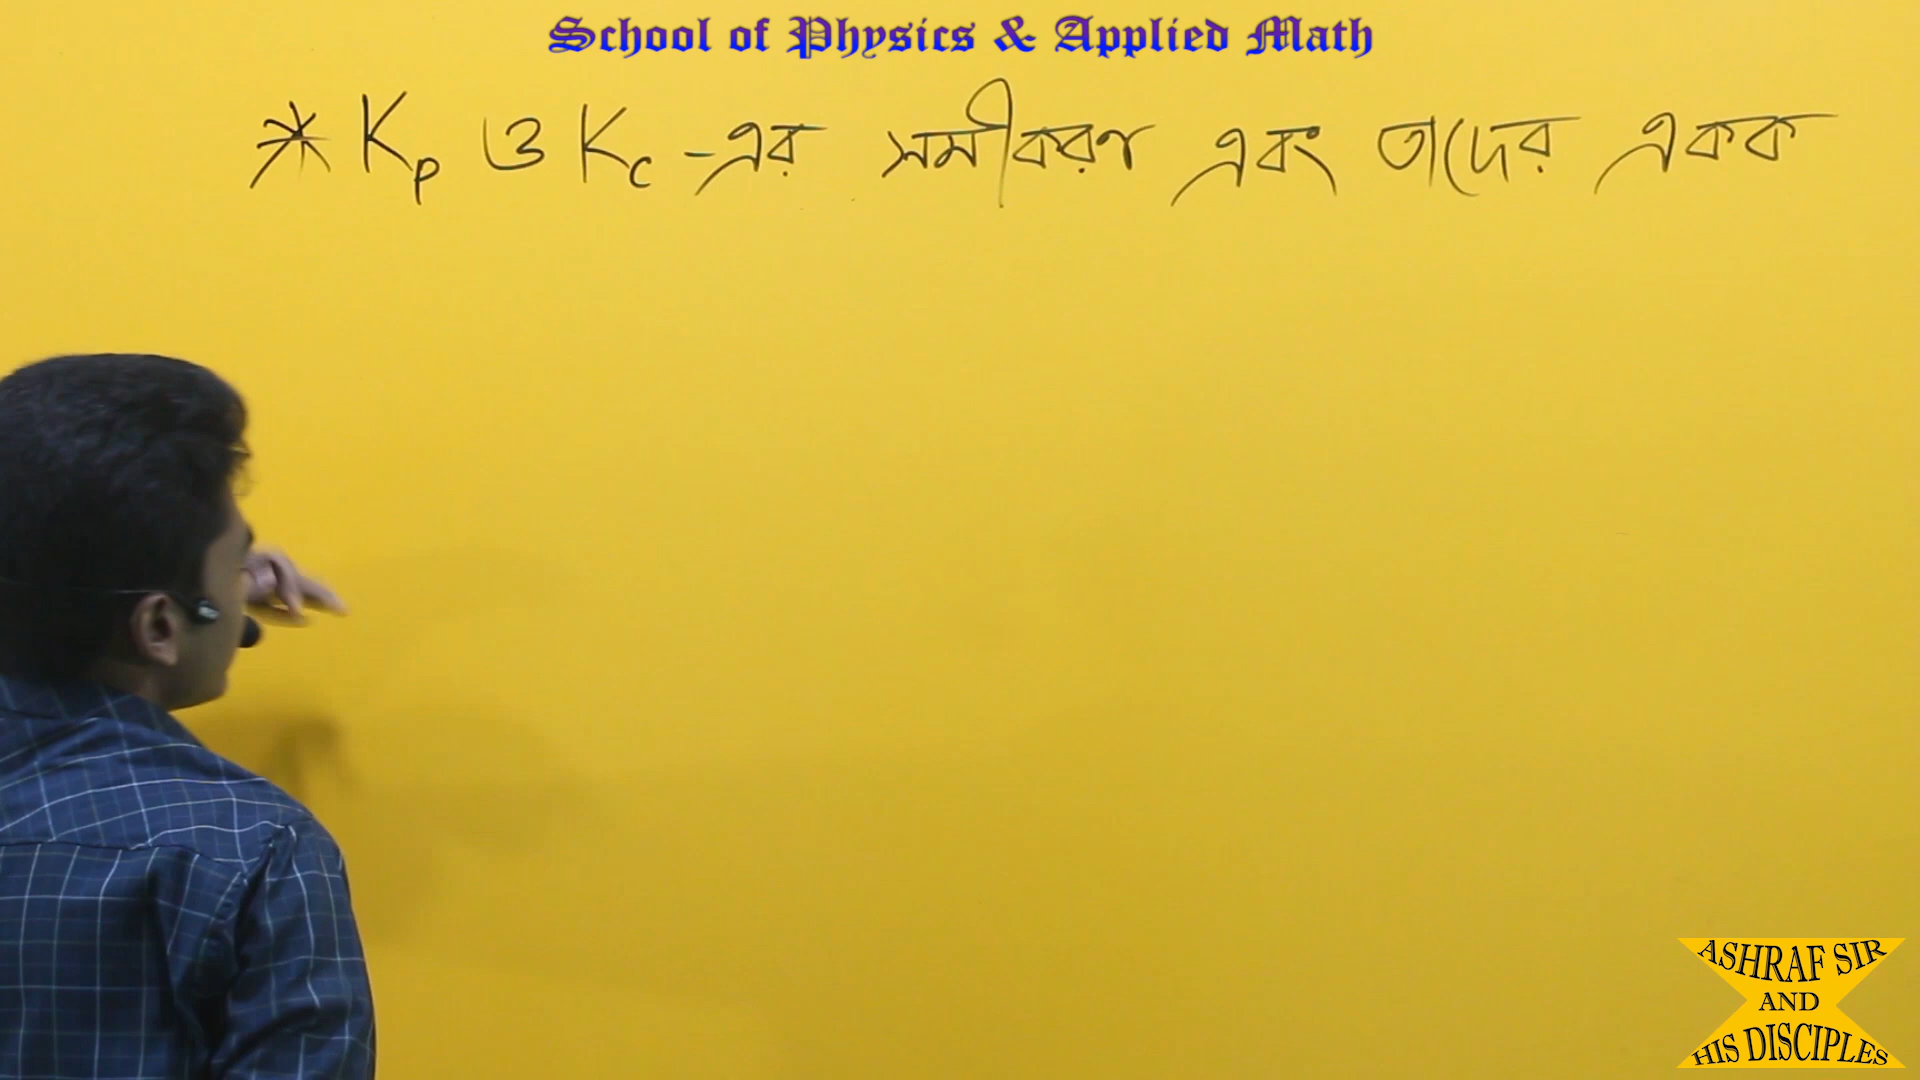 School of Physics & Applied Math
* Kp ও Kc -এর সমীকরণ এবং তাদের একক
ASHRAF SIR
AND
HIS DISCIPLES